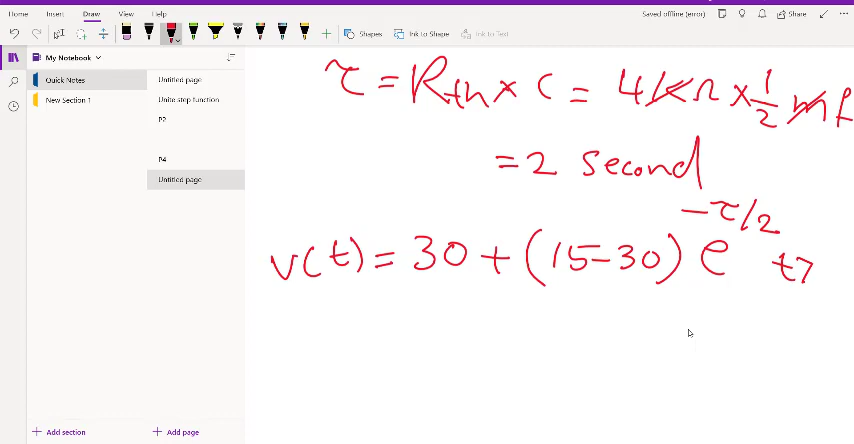 Saved offline (error)
Home Insert Draw View Help Share
Shapes Ink to Shape Ink to Text
My Notebook
Quick Notes
New Section 1
Untitled page
Unite step function
P2
P4
Untitled page
Add section Add page
τ = Rth × C = 4 kΩ × 1/2 mf
= 2 second
v(t) = 30 + (15 − 30) e^−τ/2 t>